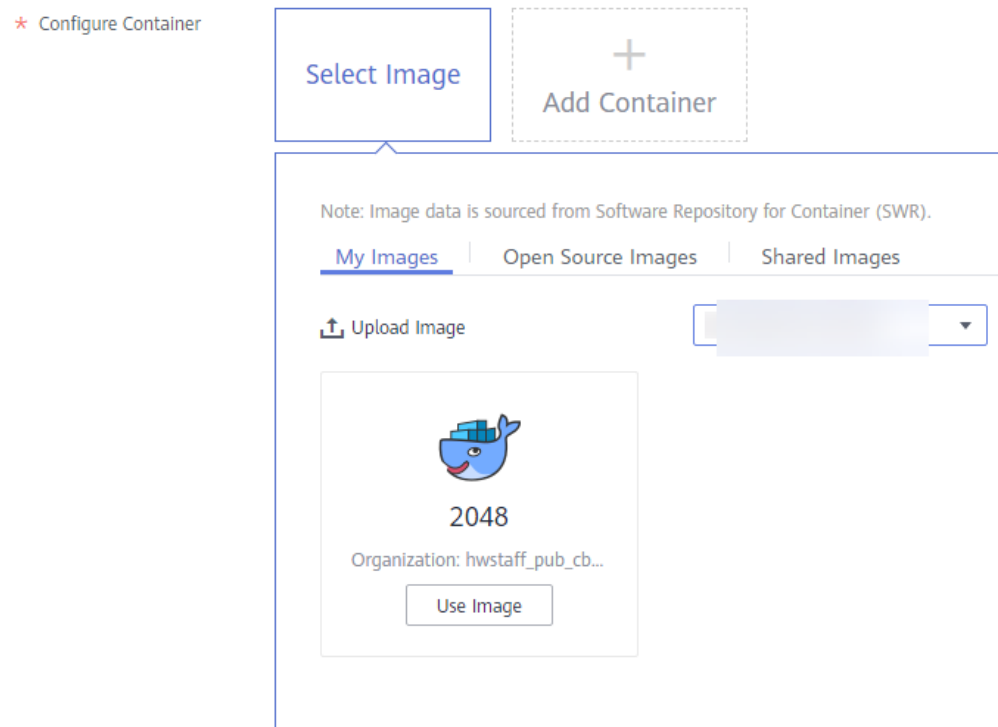 * Configure Container
Select Image
+
Add Container
Note: Image data is sourced from Software Repository for Container (SWR).
My Images
Open Source Images
Shared Images
Upload Image
2048
Organization: hwstaff_pub_cb...
Use Image